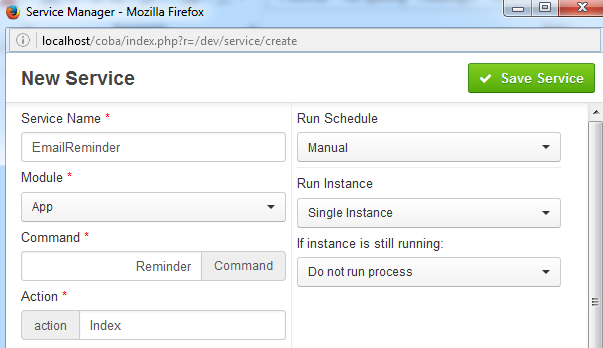 Service Manager - Mozilla Firefox
localhost/coba/index.php?r=/dev/service/create
New Service
Save Service
Service Name *
EmailReminder
Module *
App
Command *
Reminder Command
Action *
action Index
Run Schedule
Manual
Run Instance
Single Instance
If instance is still running:
Do not run process